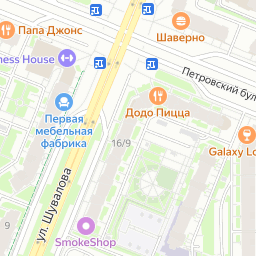 Папа Джонс
Шаверно
ness House
Петровский бул
Додо Пицца
Первая
мебельная
фабрика
16/9
Galaxy Lo
ул. Шувалова
9
SmokeShop